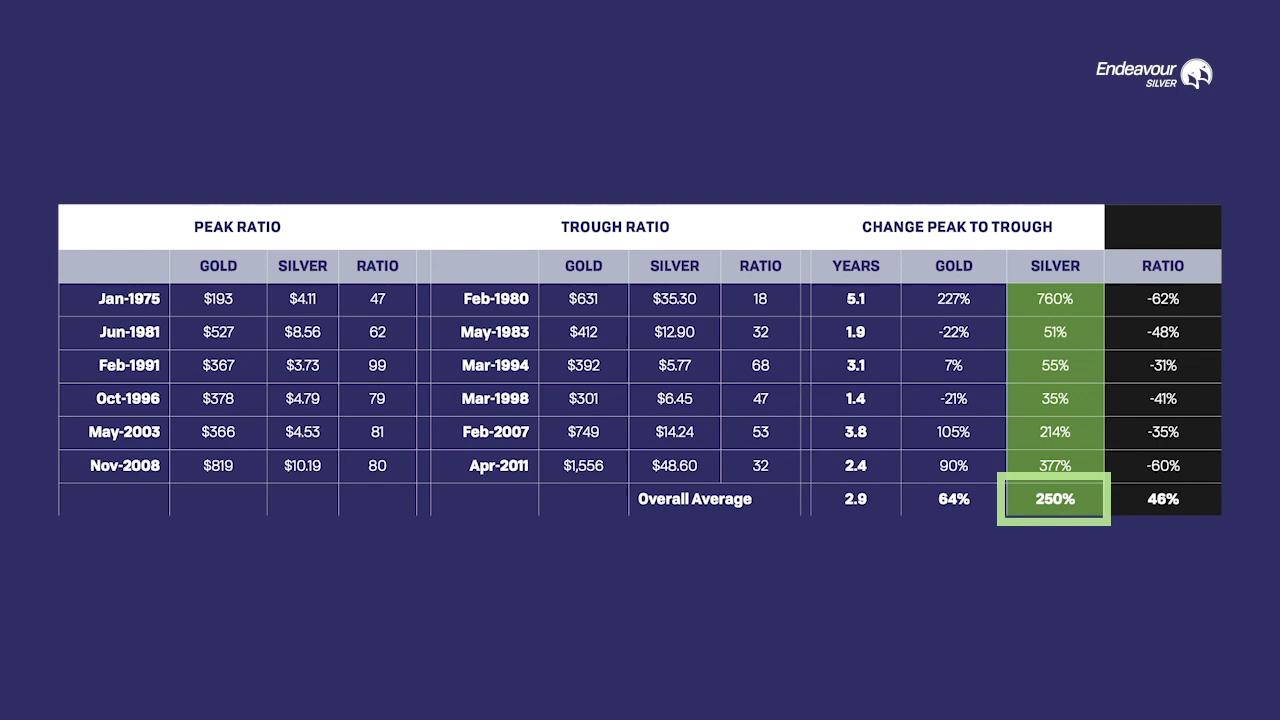 Endeavour
SILVER
PEAK RATIO TROUGH RATIO CHANGE PEAK TO TROUGH
GOLD SILVER RATIO GOLD SILVER RATIO YEARS GOLD SILVER RATIO
Jan-1975 $193 $4.11 47 Feb-1980 $631 $35.30 18 5.1 227% 760% -62%
Jun-1981 $527 $8.56 62 May-1983 $412 $12.90 32 1.9 -22% 51% -48%
Feb-1991 $367 $3.73 99 Mar-1994 $392 $5.77 68 3.1 7% 55% -31%
Oct-1996 $378 $4.79 79 Mar-1998 $301 $6.45 47 1.4 -21% 35% -41%
May-2003 $366 $4.53 81 Feb-2007 $749 $14.24 53 3.8 105% 214% -35%
Nov-2008 $819 $10.19 80 Apr-2011 $1,556 $48.60 32 2.4 90% 377% -60%
Overall Average 2.9 64% 250% 46%